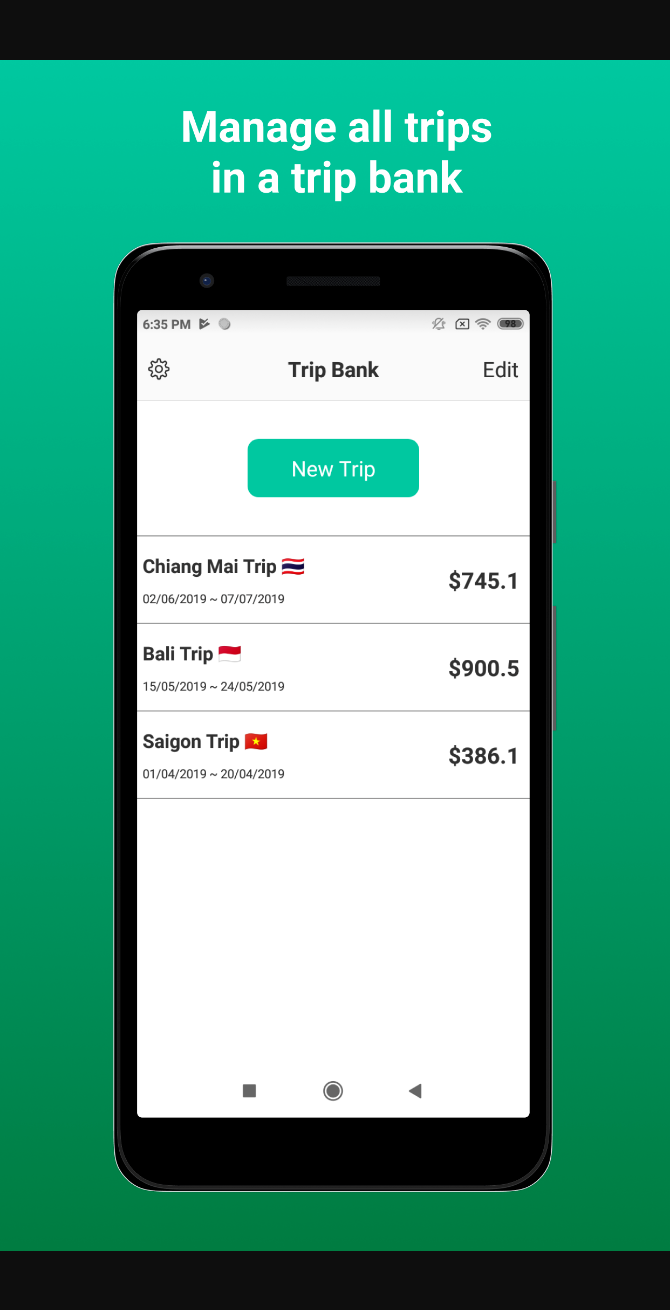 Manage all trips
in a trip bank
6:35 PM
98
Trip Bank
Edit
New Trip
Chiang Mai Trip 🇹🇭
$745.1
02/06/2019 ~ 07/07/2019
Bali Trip 🇮🇩
$900.5
15/05/2019 ~ 24/05/2019
Saigon Trip 🇻🇳
$386.1
01/04/2019 ~ 20/04/2019